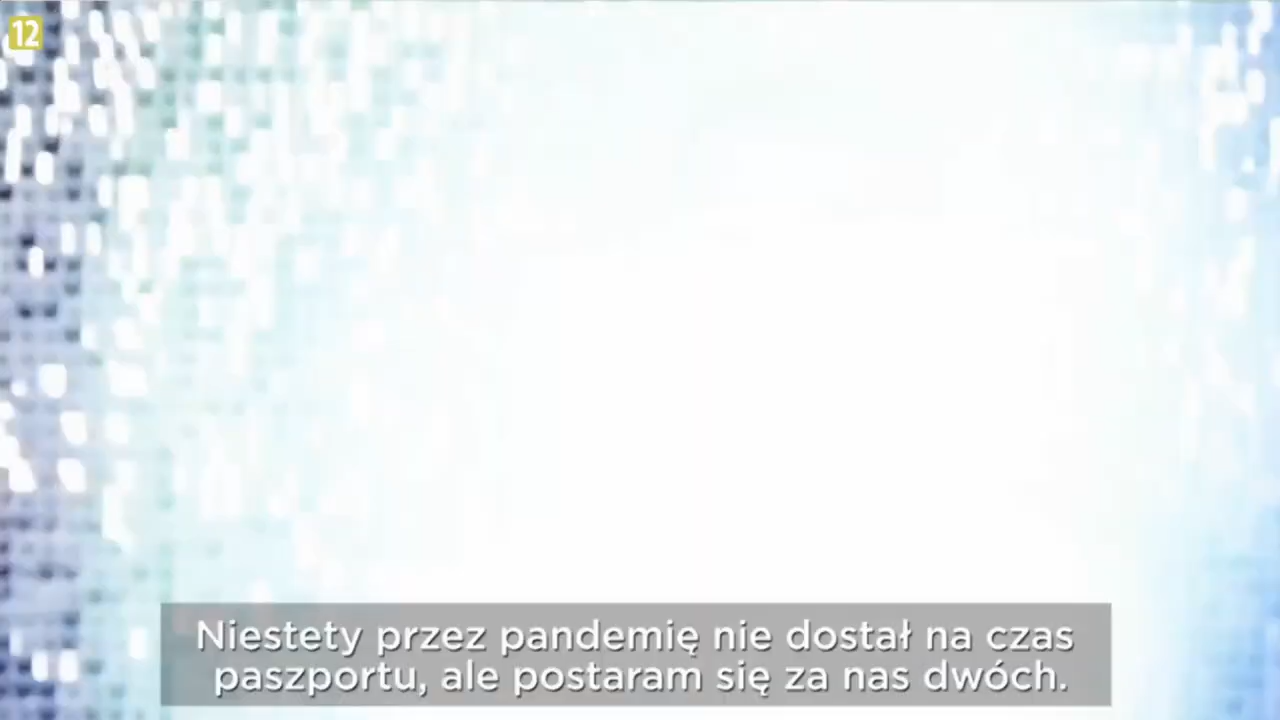 12
Niestety przez pandemię nie dostał na czas
paszportu, ale postaram się za nas dwóch.